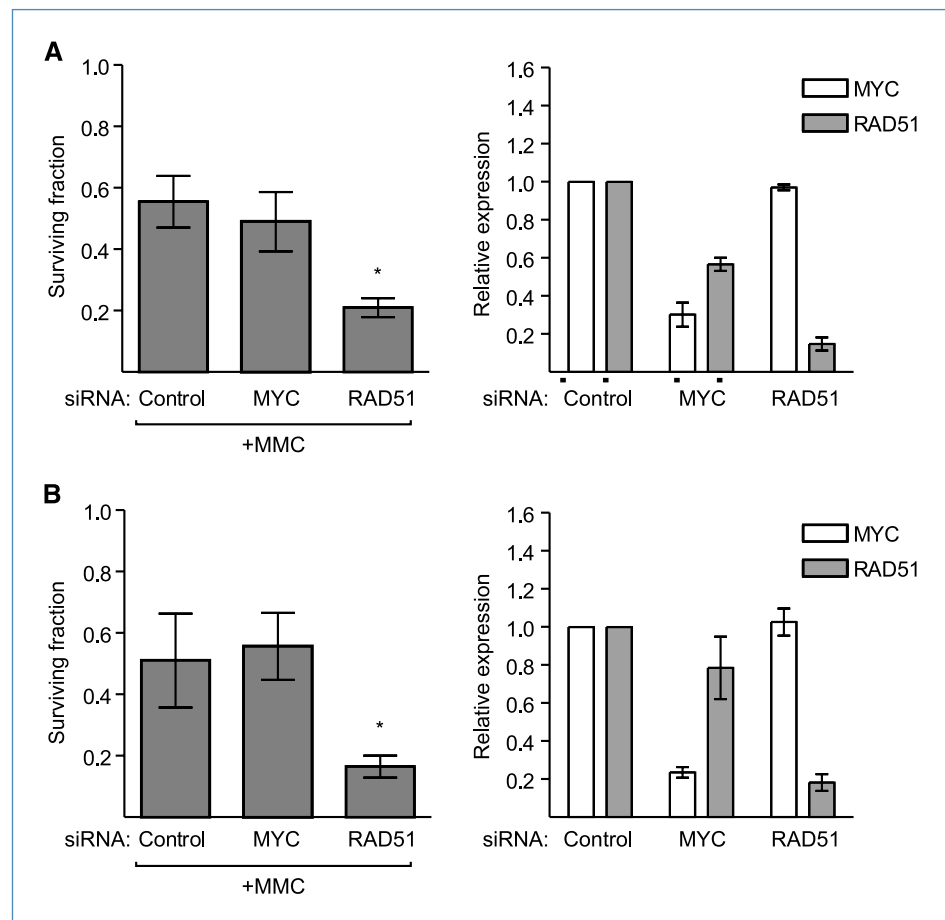 A
1.0
0.8
0.6
0.4
0.2
Surviving fraction
siRNA: Control MYC RAD51
+MMC
*
1.6
1.4
1.2
1.0
0.8
0.6
0.4
0.2
Relative expression
MYC
RAD51
siRNA: Control MYC RAD51
B
1.0
0.8
0.6
0.4
0.2
Surviving fraction
*
siRNA: Control MYC RAD51
+MMC
1.6
1.4
1.2
1.0
0.8
0.6
0.4
0.2
Relative expression
MYC
RAD51
siRNA: Control MYC RAD51